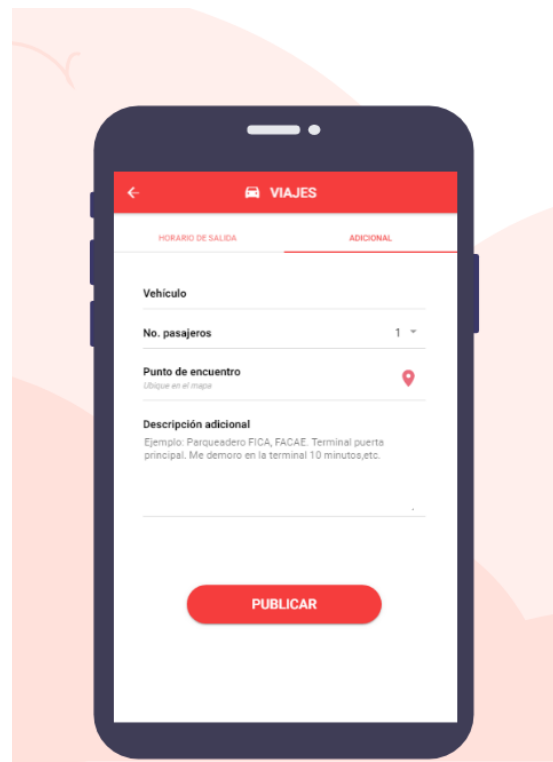 VIAJES
HORARIO DE SALIDA
ADICIONAL
Vehículo
No. pasajeros
1
Punto de encuentro
Ubique en el mapa
Descripción adicional
Ejemplo: Parqueadero FICA, FACAE. Terminal puerta
principal. Me demoro en la terminal 10 minutos,etc.
PUBLICAR